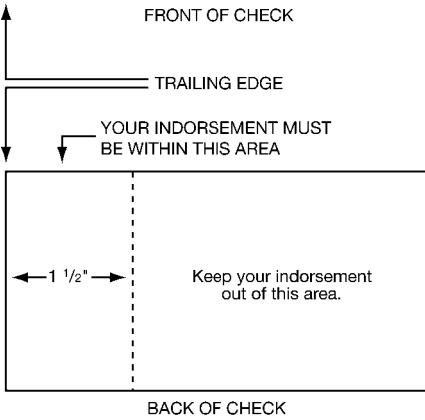 FRONT OF CHECK
TRAILING EDGE
YOUR INDORSEMENT MUST
BE WITHIN THIS AREA
1 1/2"
Keep your indorsement
out of this area.
BACK OF CHECK